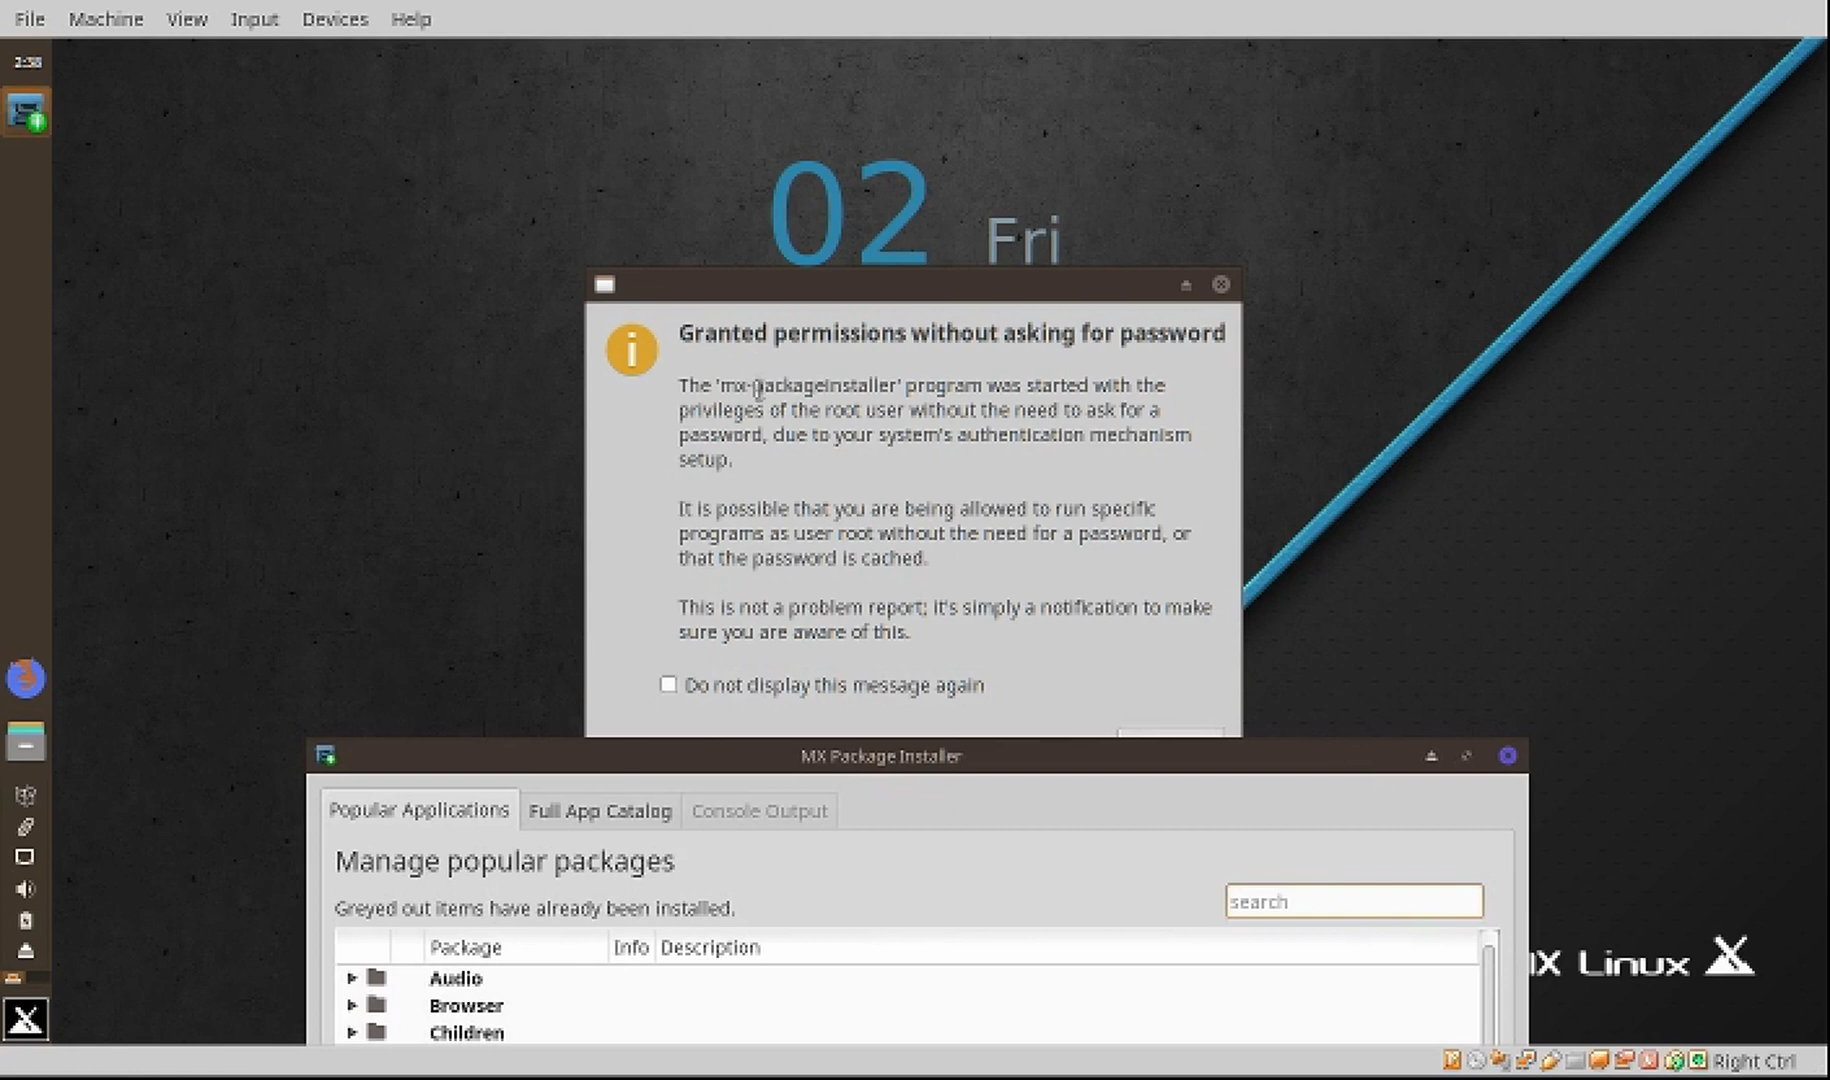 File Machine View Input Devices Help
2:38
02 Fri
Granted permissions without asking for password
The 'mx-packageinstaller' program was started with the
privileges of the root user without the need to ask for a
password, due to your system's authentication mechanism
setup.
It is possible that you are being allowed to run specific
programs as user root without the need for a password, or
that the password is cached.
This is not a problem report; it's simply a notification to make
sure you are aware of this.
Do not display this message again
MX Package Installer
Popular Applications Full App Catalog Console Output
Manage popular packages
Greyed out items have already been installed.
search
Package Info Description
Audio
Browser
Children
X Linux
Right Ctrl